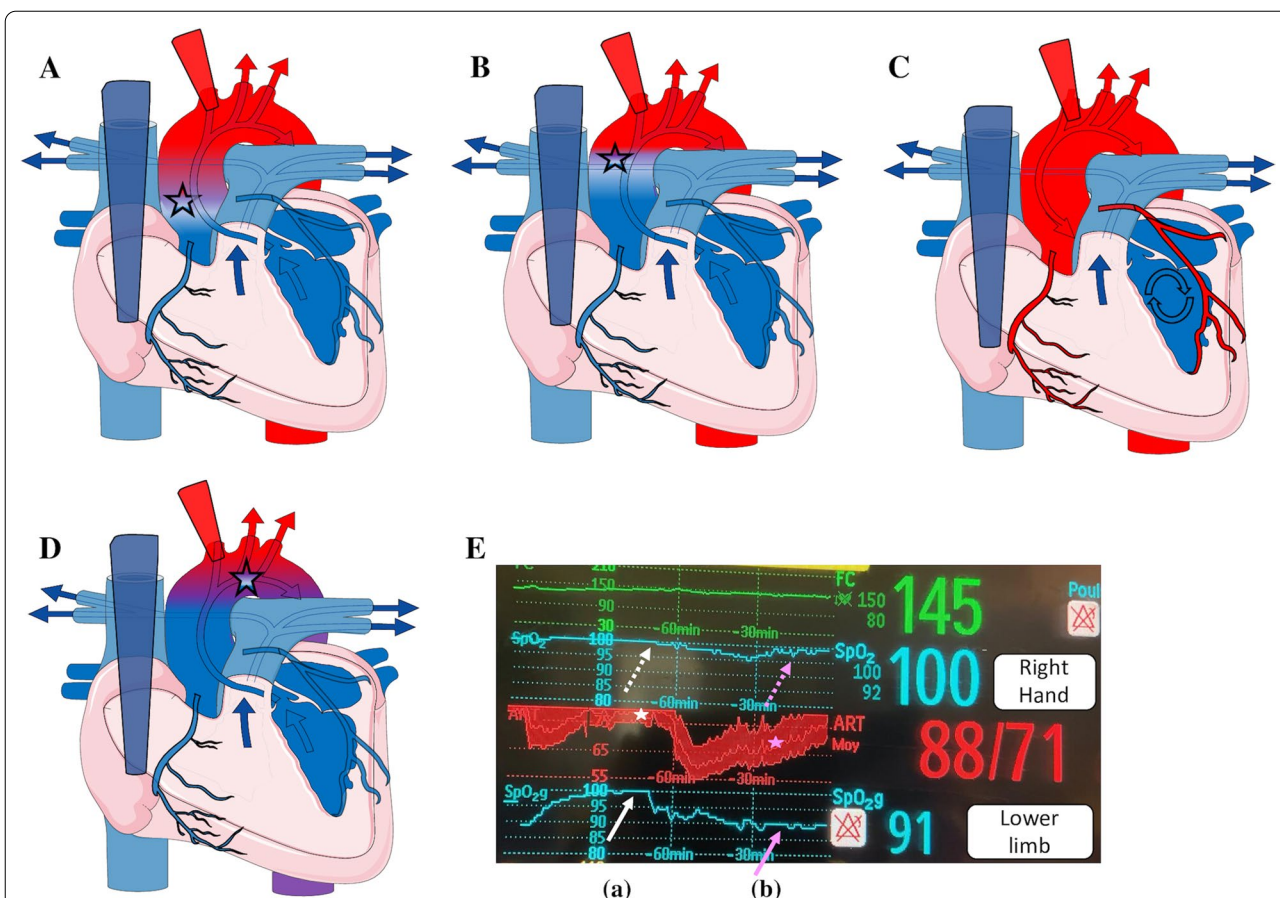 A
B
C
D
E
FC
210
150
90
30
-60min
-30min
FC
150
80
145
Poul
SpO₂
100
95
90
85
80
-60min
-30min
SpO₂
100
92
100
Right
Hand
ART
65
55
-60min
-30min
ART
Moy
88/71
SpO₂g
100
95
90
85
80
-60min
-30min
SpO₂g
91
Lower
limb
(a)
(b)